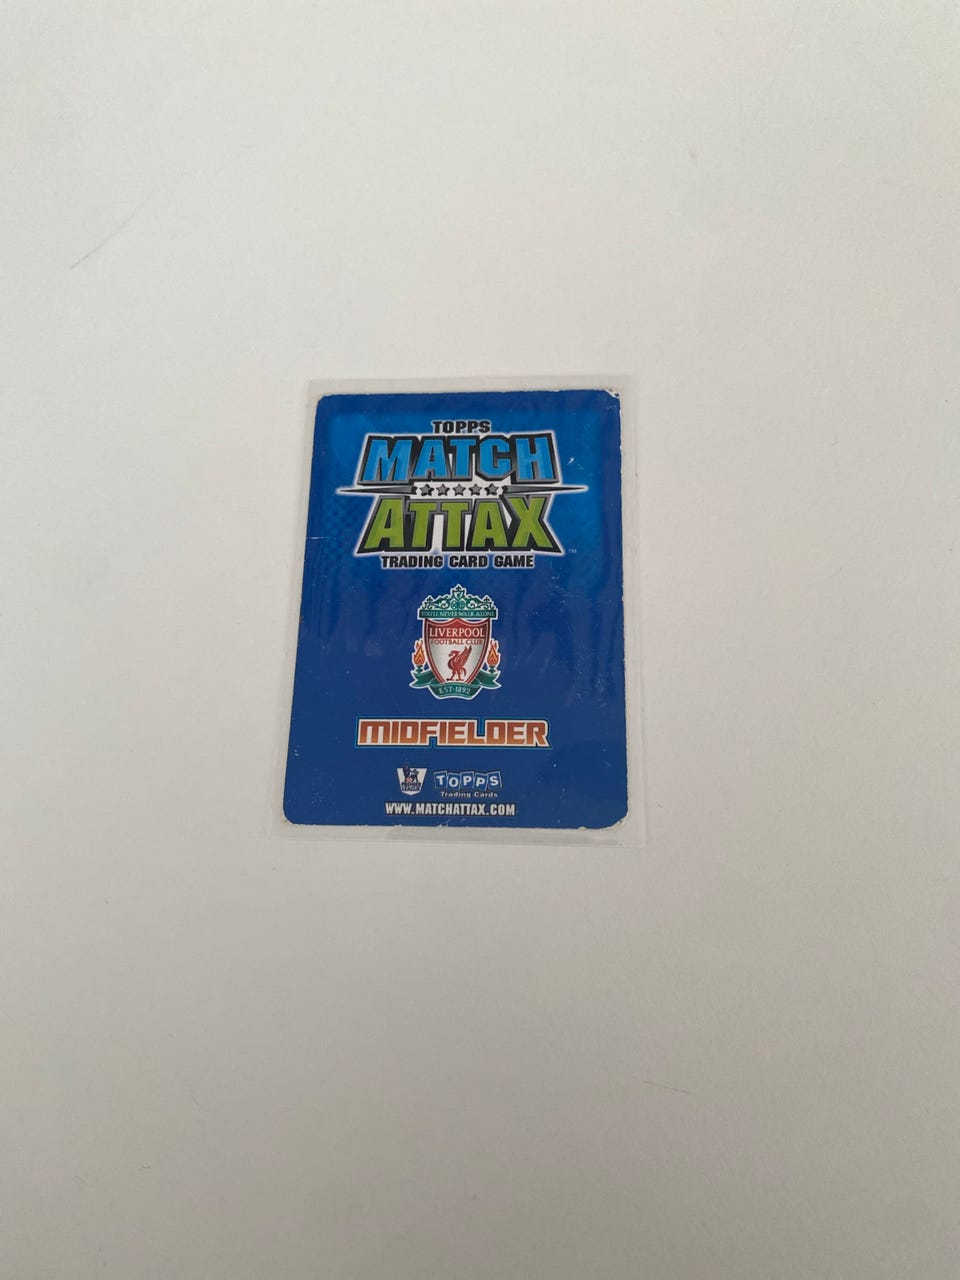 TOPPS
MATCH
ATTAX
TM
TRADING CARD GAME
YOU'LL NEVER WALK ALONE
LIVERPOOL
FOOTBALL CLUB
EST·1892
MIDFIELDER
TOPPS
Trading Cards
WWW.MATCHATTAX.COM